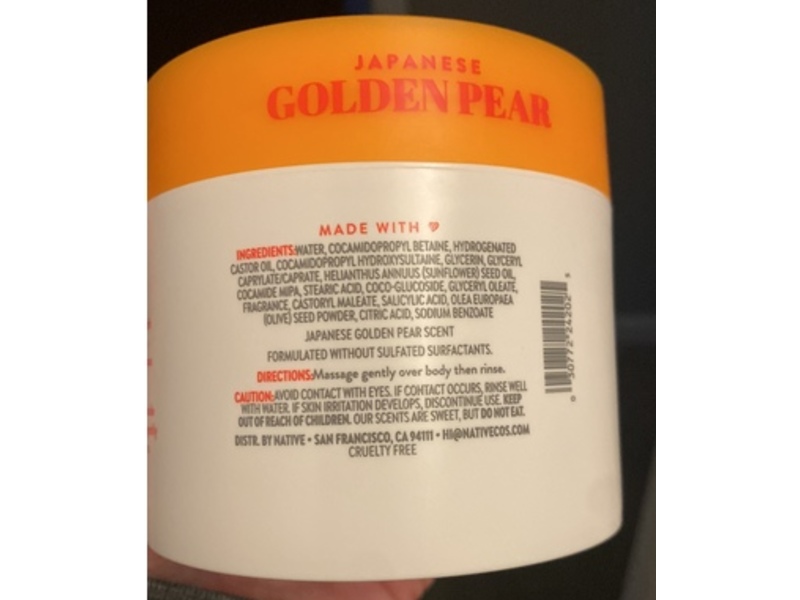 JAPANESE
GOLDEN PEAR
MADE WITH
INGREDIENTS:WATER, COCAMIDOPROPYL BETAINE, HYDROGENATED
CASTOR OIL, COCAMIDOPROPYL HYDROXYSULTAINE, GLYCERIN, GLYCERYL
CAPRYLATE/CAPRATE, HELIANTHUS ANNUUS (SUNFLOWER) SEED OIL,
COCAMIDE MIPA, STEARIC ACID, COCO-GLUCOSIDE, GLYCERYL OLEATE,
FRAGRANCE, CASTORYL MALEATE, SALICYLIC ACID, OLEA EUROPAEA
(OLIVE) SEED POWDER, CITRIC ACID, SODIUM BENZOATE
JAPANESE GOLDEN PEAR SCENT
FORMULATED WITHOUT SULFATED SURFACTANTS.
DIRECTIONS:Massage gently over body then rinse.
CAUTION:AVOID CONTACT WITH EYES. IF CONTACT OCCURS, RINSE WELL
WITH WATER. IF SKIN IRRITATION DEVELOPS, DISCONTINUE USE. KEEP
OUT OF REACH OF CHILDREN. OUR SCENTS ARE SWEET, BUT DO NOT EAT.
DISTR. BY NATIVE • SAN FRANCISCO, CA 94111 • HI@NATIVECOS.COM
CRUELTY FREE